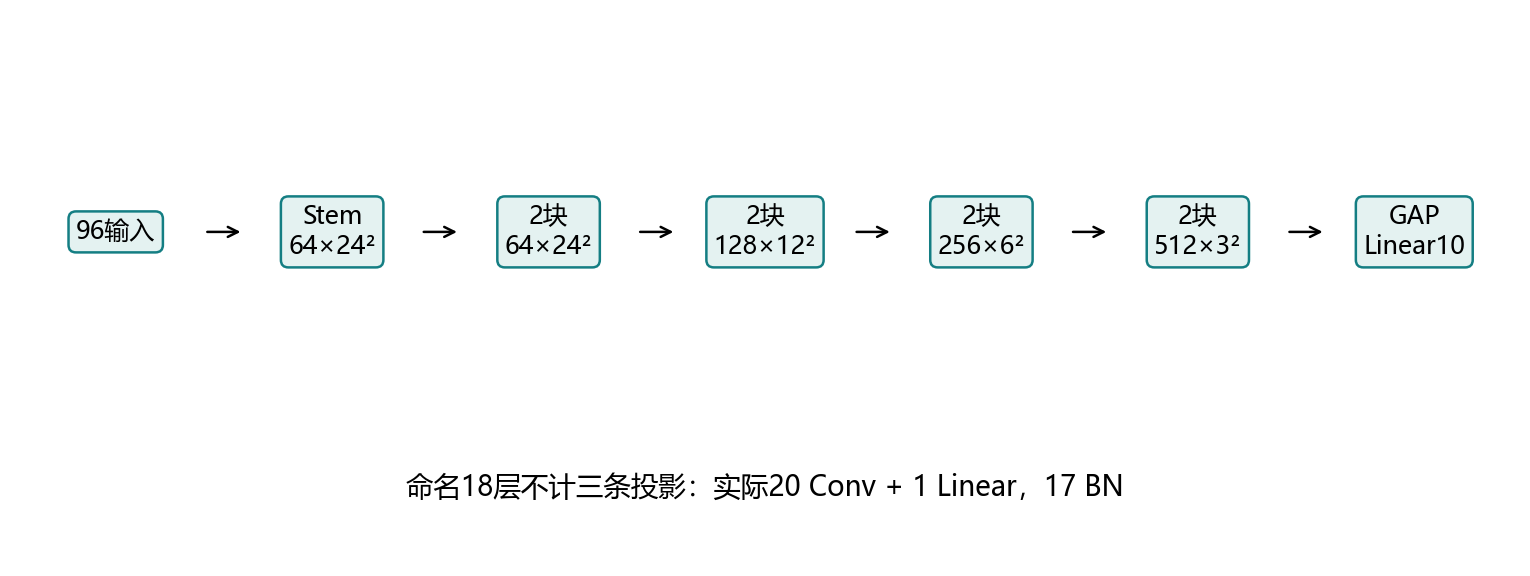 96输入
Stem
64×24²
2块
64×24²
2块
128×12²
2块
256×6²
2块
512×3²
GAP
Linear10
命名18层不计三条投影：实际20 Conv + 1 Linear，17 BN